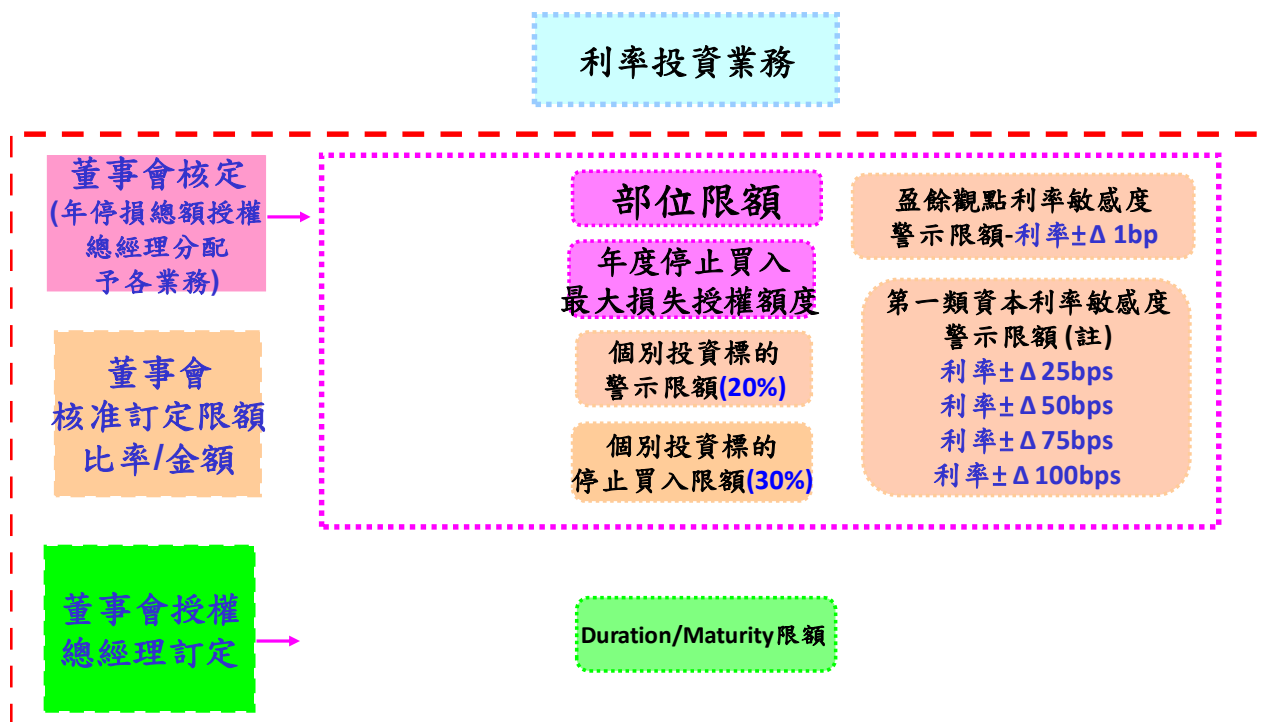 利率投資業務
董事會核定
(年停損總額授權
總經理分配
予各業務)
部位限額
年度停止買入
最大損失授權額度
盈餘觀點利率敏感度
警示限額-利率±Δ 1bp
董事會
核准訂定限額
比率/金額
個別投資標的
警示限額(20%)
個別投資標的
停止買入限額(30%)
第一類資本利率敏感度
警示限額 (註)
利率±Δ 25bps
利率±Δ 50bps
利率±Δ 75bps
利率±Δ 100bps
董事會授權
總經理訂定
Duration/Maturity限額